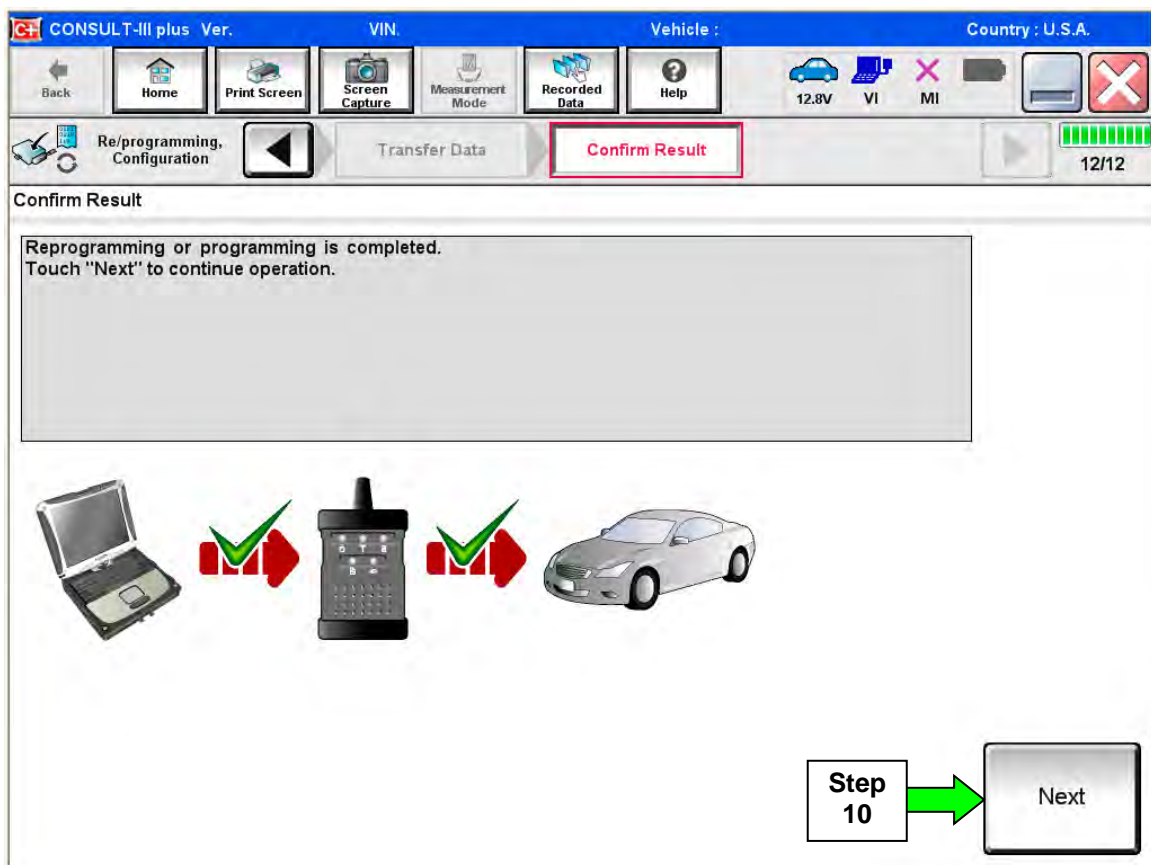 C+ CONSULT-III plus Ver. VIN. Vehicle : Country : U.S.A.
Back
Home
Print Screen
Screen
Capture
Measurement
Mode
Recorded
Data
?
Help
12.8V
VI
MI
Re/programming,
Configuration
Transfer Data
Confirm Result
12/12
Confirm Result
Reprogramming or programming is completed.
Touch "Next" to continue operation.
Step
10
Next